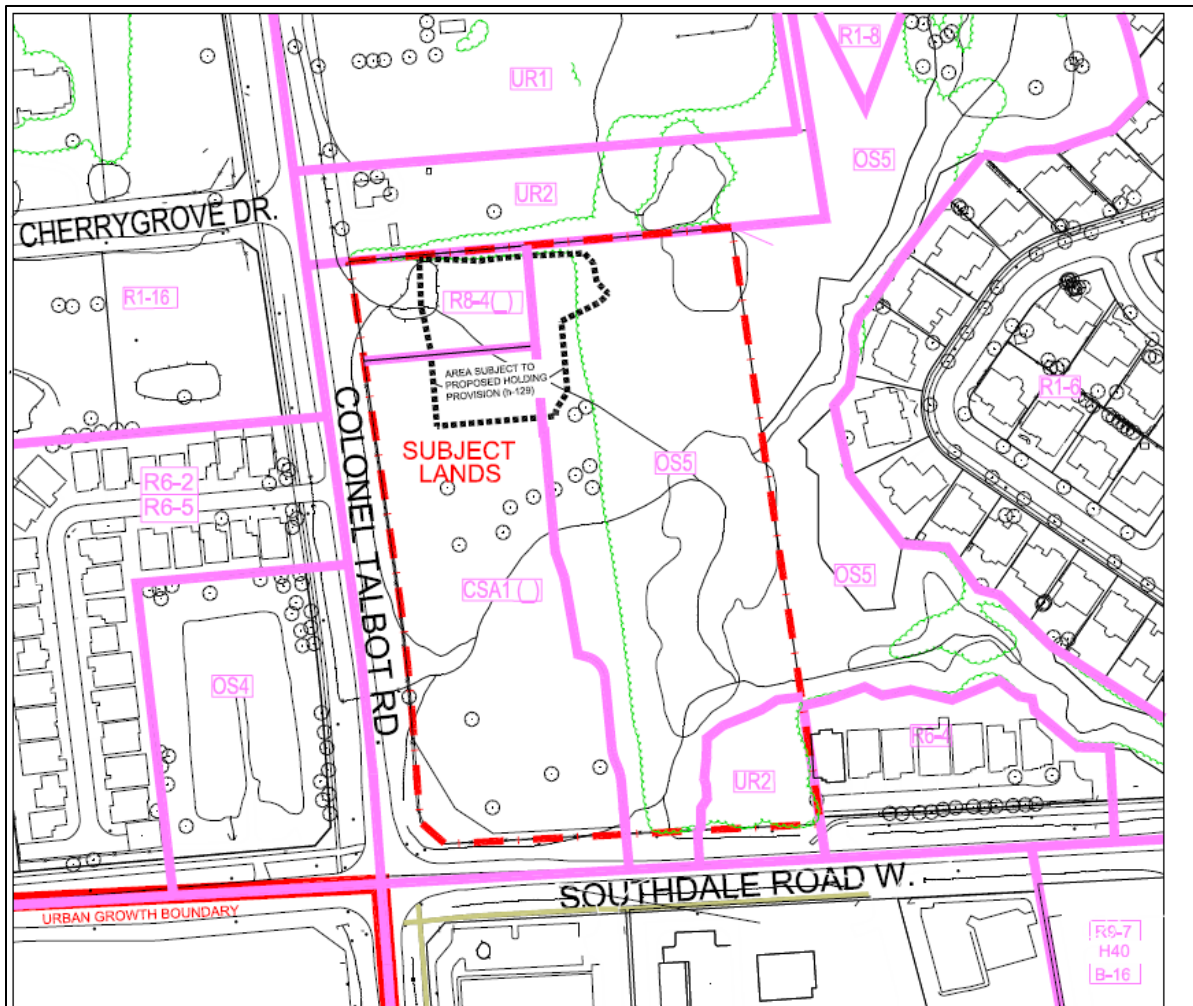 R1-8
UR1
OS5
UR2
CHERRYGROVE DR.
R1-16
R8-4(_)
AREA SUBJECT TO
PROPOSED HOLDING
PROVISION (h-129)
R1-6
COLONEL TALBOT RD.
SUBJECT
LANDS
OS5
R6-2
R6-5
OS5
CSA1(_)
OS4
R6-4
UR2
SOUTHDALE ROAD W.
URBAN GROWTH BOUNDARY
R9-7
H40
B-16